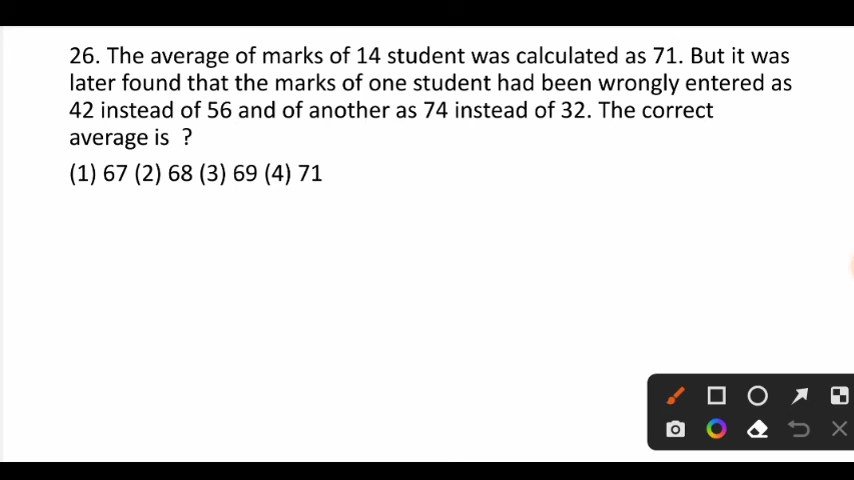 26. The average of marks of 14 student was calculated as 71. But it was
later found that the marks of one student had been wrongly entered as
42 instead of 56 and of another as 74 instead of 32. The correct
average is ?
(1) 67 (2) 68 (3) 69 (4) 71